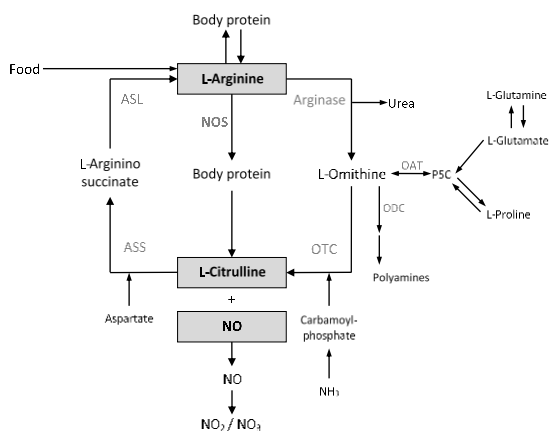 Body protein
Food
L-Arginine
ASL
Arginase
Urea
NOS
L-Glutamine
L-Glutamate
L-Arginino
succinate
Body protein
L-Omithine
OAT
P5C
ODC
L-Proline
ASS
OTC
L-Citrulline
Polyamines
+
Aspartate
NO
Carbamoyl-
phosphate
NO
NH₃
NO₂ / NO₃